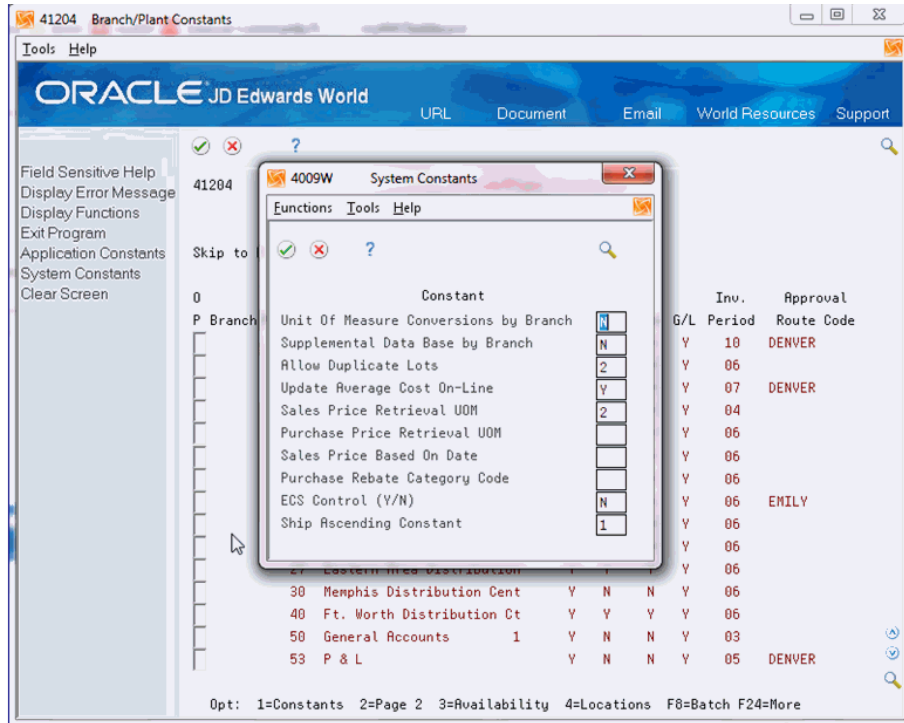 41204 Branch/Plant Constants
Tools Help
ORACLE JD Edwards World
URL Document Email World Resources Support
Field Sensitive Help
Display Error Message
Display Functions
Exit Program
Application Constants
System Constants
Clear Screen
41204
Skip to
O Inv. Approval
P Branch G/L Period Route Code
Y 10 DENVER
Y 06
Y 07 DENVER
Y 04
Y 06
Y 06
Y 06
Y 06 EMILY
Y 06
Y 06
Y 06
30 Memphis Distribution Cent Y N N Y 06
40 Ft. Worth Distribution Ct Y Y Y Y 06
50 General Accounts 1 Y N N Y 03
53 P & L Y N N Y 05 DENVER
Opt: 1=Constants 2=Page 2 3=Availability 4=Locations F8=Batch F24=More
4009W System Constants
Functions Tools Help
?
Constant
Unit Of Measure Conversions by Branch N
Supplemental Data Base by Branch N
Allow Duplicate Lots 2
Update Average Cost On-Line Y
Sales Price Retrieval UOM 2
Purchase Price Retrieval UOM
Sales Price Based On Date
Purchase Rebate Category Code
ECS Control (Y/N) N
Ship Ascending Constant 1